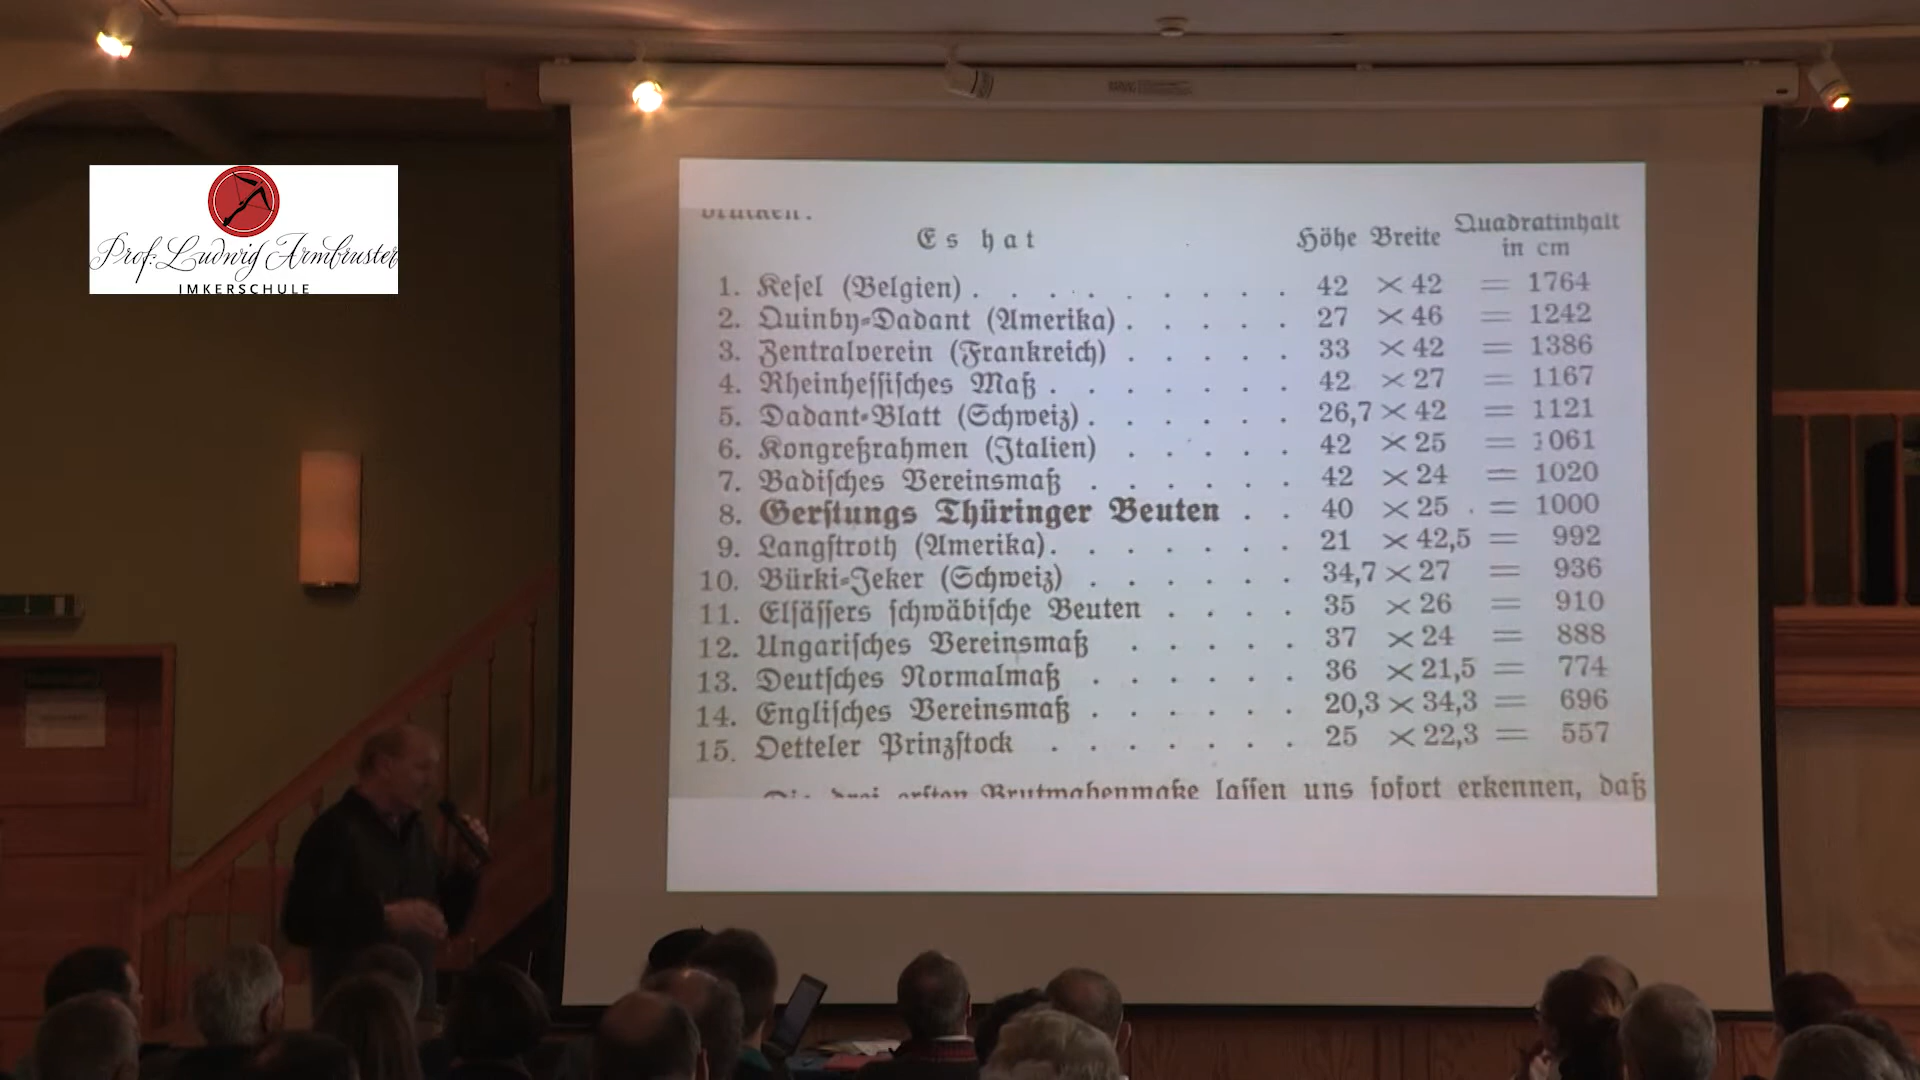 Prof. Ludwig Armbruster
IMKERSCHULE
Es hat Höhe Breite Quadratinhalt in cm
1. Kesel (Belgien) . . . . . . . . . 42 × 42 = 1764
2. Quinby-Dadant (Amerika) . . . . . 27 × 46 = 1242
3. Zentralverein (Frankreich) . . . . . 33 × 42 = 1386
4. Rheinhessisches Maß . . . . . . . 42 × 27 = 1167
5. Dadant-Blatt (Schweiz) . . . . . . 26,7 × 42 = 1121
6. Kongreßrahmen (Italien) . . . . . 42 × 25 = 1061
7. Badisches Vereinsmaß . . . . . . 42 × 24 = 1020
8. Gerstungs Thüringer Beuten . . 40 × 25 = 1000
9. Langstroth (Amerika) . . . . . . . 21 × 42,5 = 992
10. Bürki-Jeker (Schweiz) . . . . . . 34,7 × 27 = 936
11. Elsässers schwäbische Beuten . . . . 35 × 26 = 910
12. Ungarisches Vereinsmaß . . . . . 37 × 24 = 888
13. Deutsches Normalmaß . . . . . . 36 × 21,5 = 774
14. Englisches Vereinsmaß . . . . . . 20,3 × 34,3 = 696
15. Oetteler Prinzstock . . . . . . . 25 × 22,3 = 557
Die drei ersten Brutwabenmaße lassen uns sofort erkennen, daß